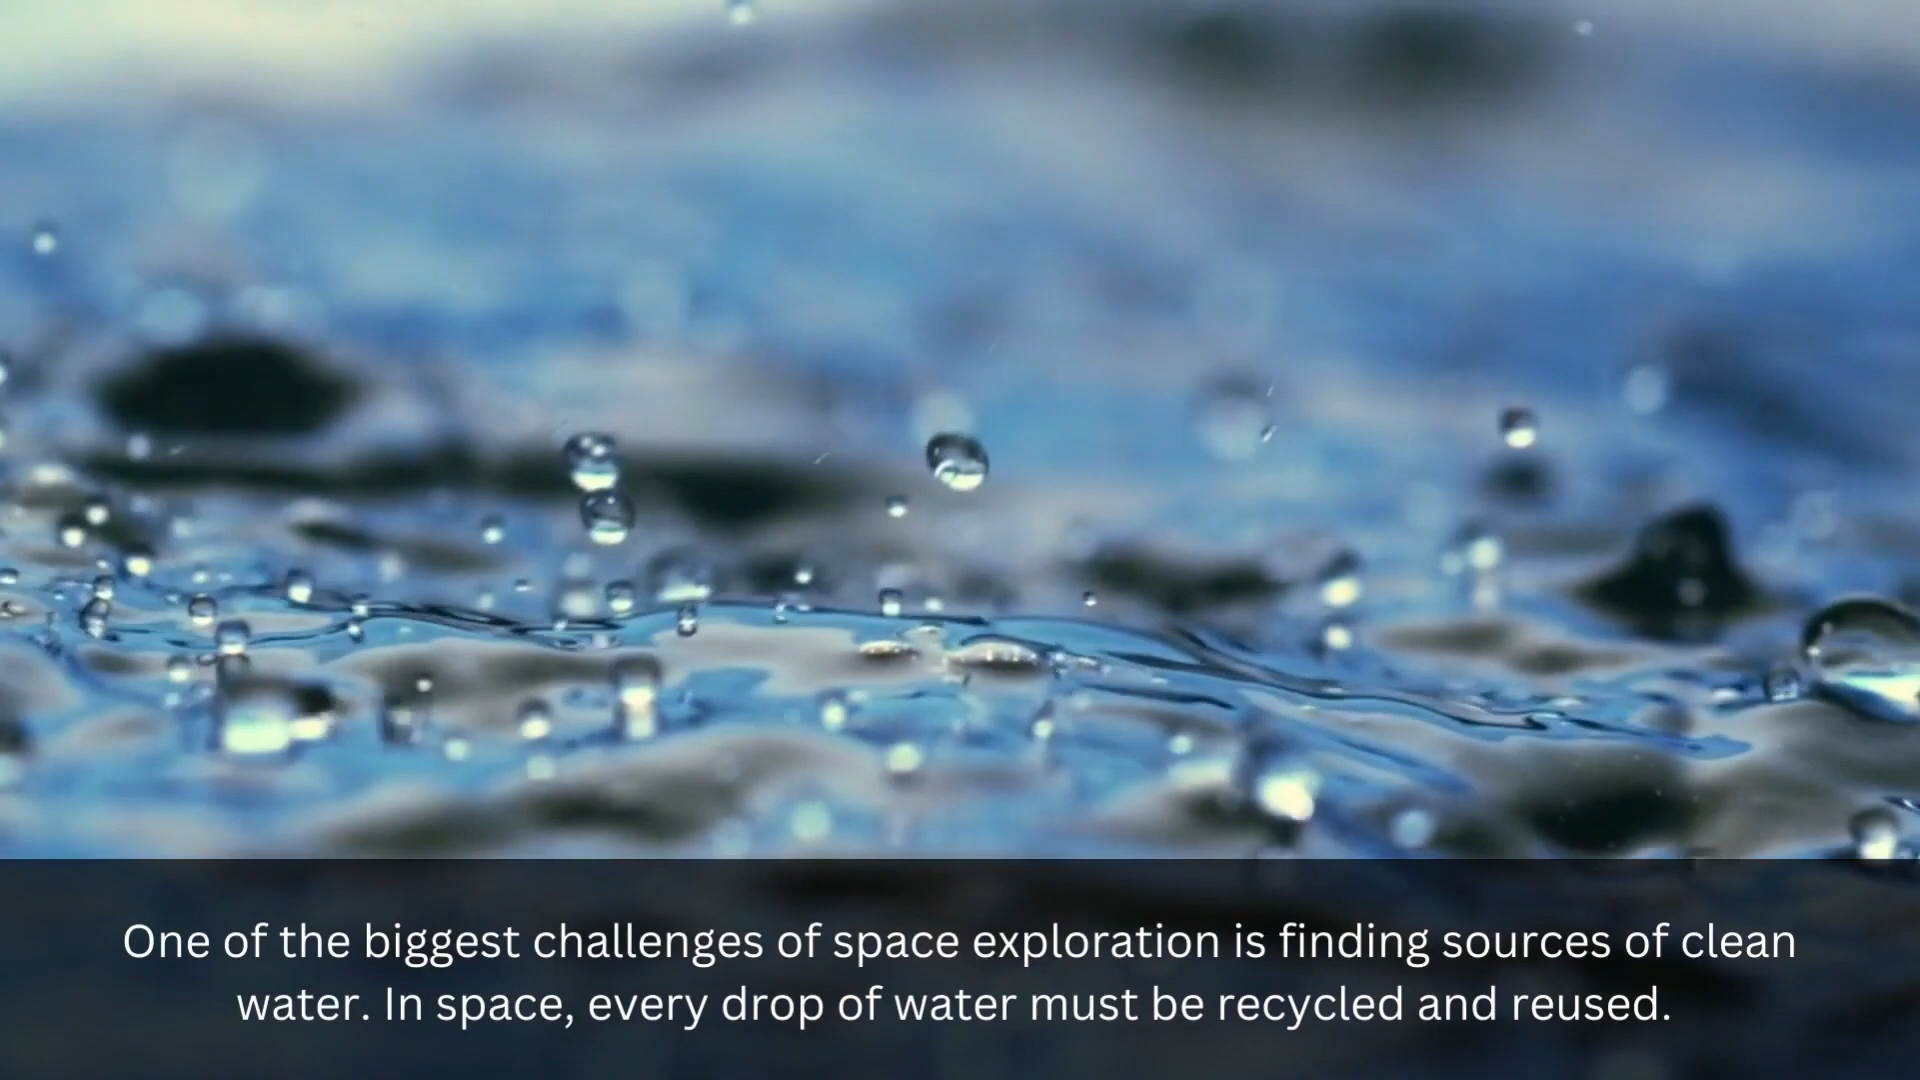 One of the biggest challenges of space exploration is finding sources of clean
water. In space, every drop of water must be recycled and reused.